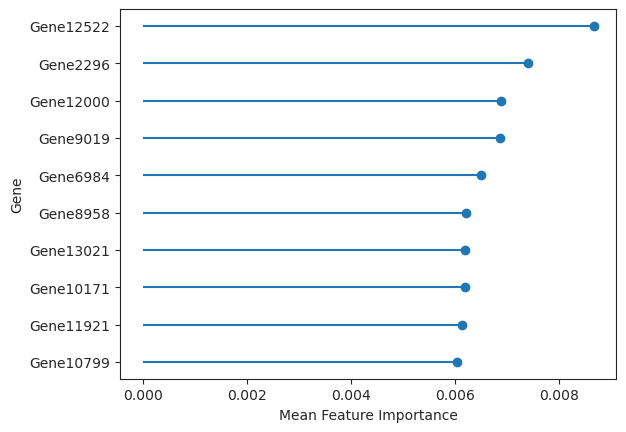 Gene12522
Gene2296
Gene12000
Gene9019
Gene6984
Gene8958
Gene13021
Gene10171
Gene11921
Gene10799
Gene
0.000 0.002 0.004 0.006 0.008
Mean Feature Importance